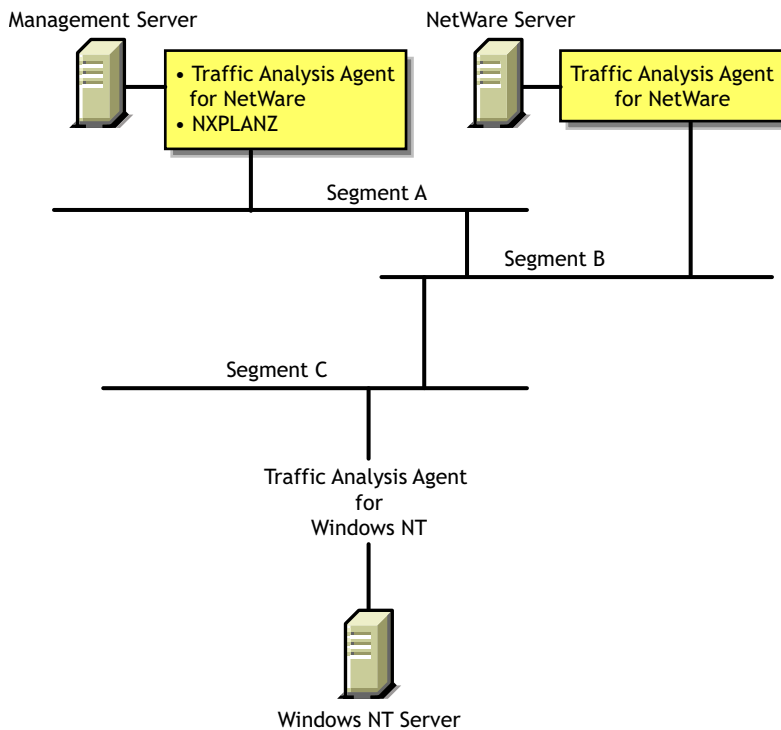 Management Server
NetWare Server
• Traffic Analysis Agent
for NetWare
• NXPLANZ
Traffic Analysis Agent
for NetWare
Segment A
Segment B
Segment C
Traffic Analysis Agent
for
Windows NT
Windows NT Server